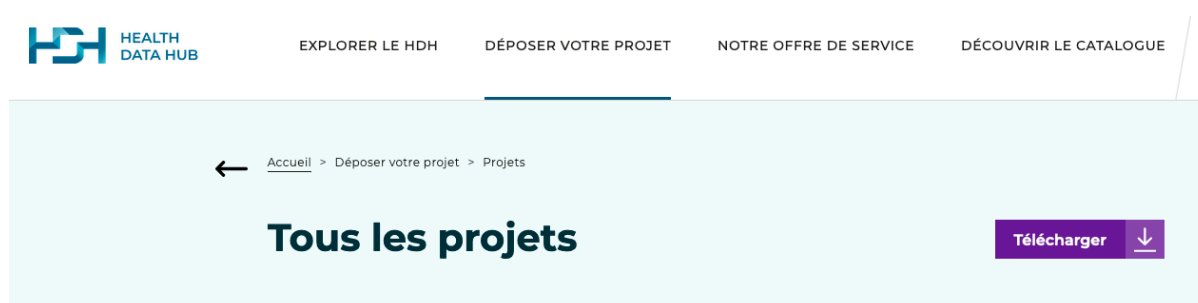 HEALTH
DATA HUB
EXPLORER LE HDH DÉPOSER VOTRE PROJET NOTRE OFFRE DE SERVICE DÉCOUVRIR LE CATALOGUE
Accueil > Déposer votre projet > Projets
Tous les projets
Télécharger